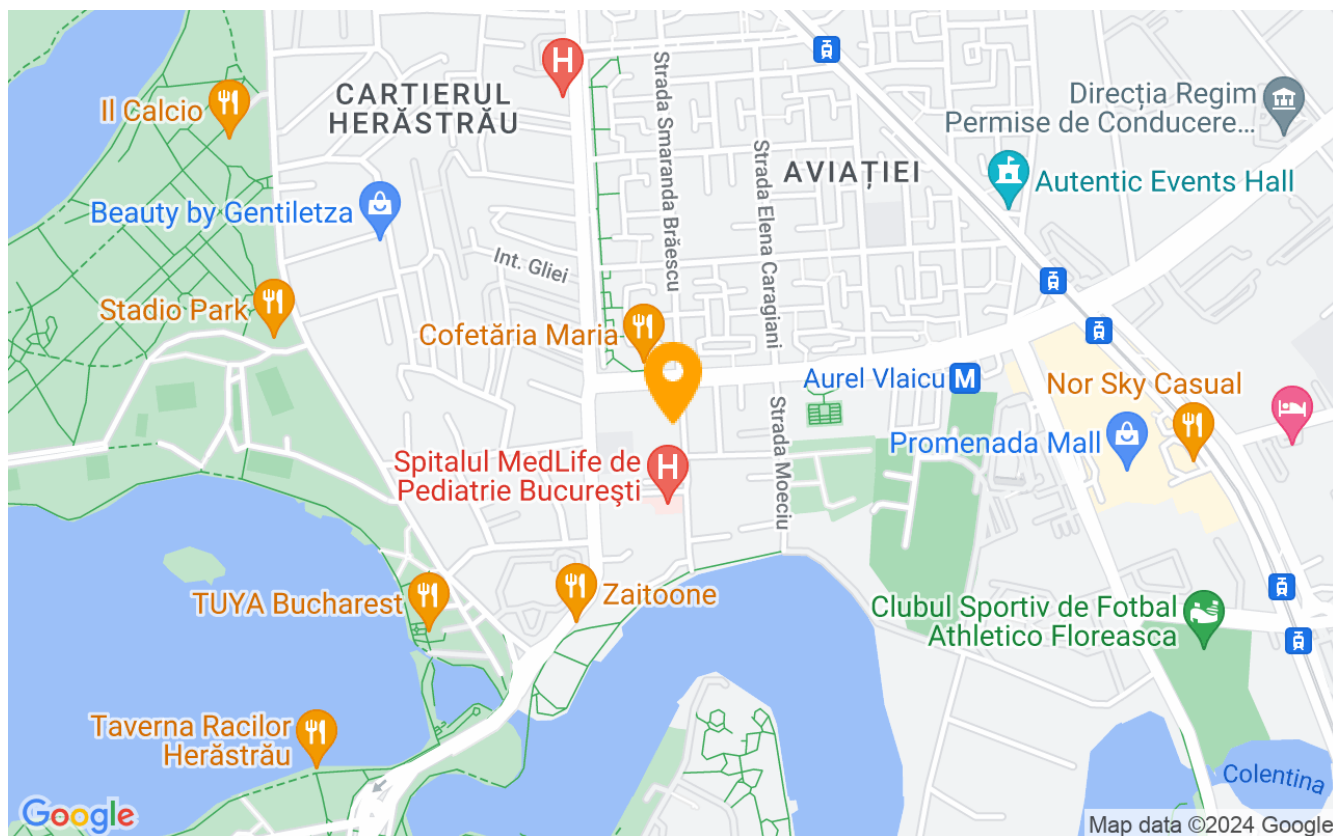 Il Calcio
CARTIERUL
HERĂSTRĂU
H
Strada Smaranda Brăescu
Strada Elena Caragiani
AVIAȚIEI
Direcția Regim
Permise de Conducere…
Autentic Events Hall
Beauty by Gentiletza
Int. Gliei
Stadio Park
Cofetăria Maria
Aurel Vlaicu
M
Nor Sky Casual
Promenada Mall
Strada Moeciu
Spitalul MedLife de
Pediatrie Bucureşti
H
TUYA Bucharest
Zaitoone
Clubul Sportiv de Fotbal
Athletico Floreasca
Taverna Racilor
Herăstrău
Colentina
Google
Map data ©2024 Google